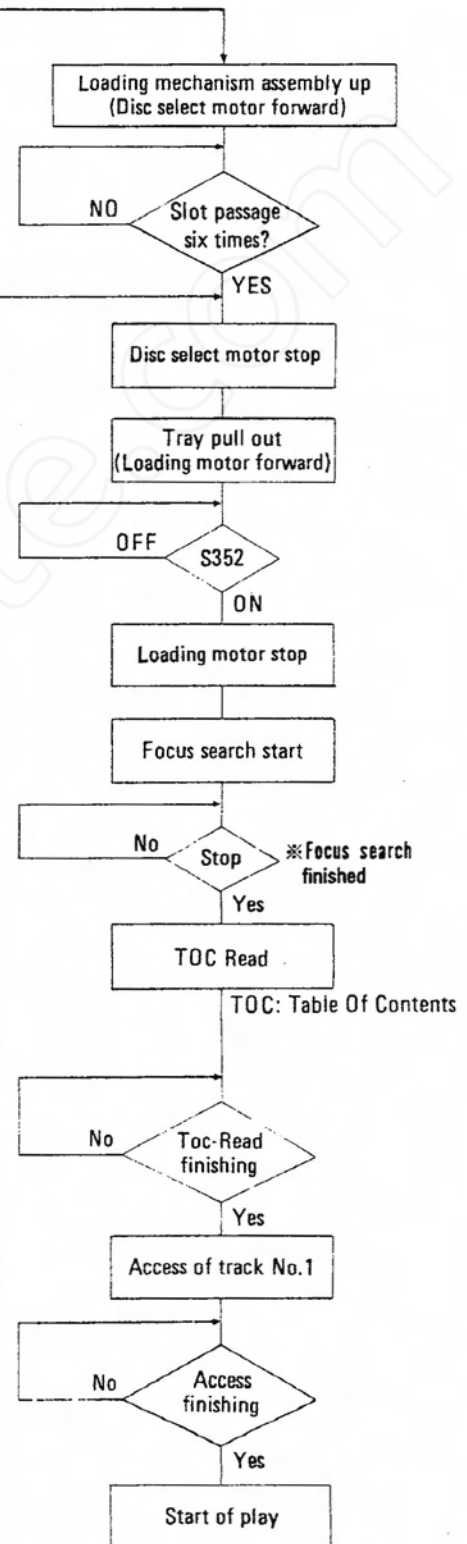 Loading mechanism assembly up
(Disc select motor forward)
NO
Slot passage
six times?
YES
Disc select motor stop
Tray pull out
(Loading motor forward)
OFF
S352
ON
Loading motor stop
Focus search start
No
Stop
※Focus search
finished
Yes
TOC Read
TOC: Table Of Contents
No
Toc-Read
finishing
Yes
Access of track No.1
No
Access
finishing
Yes
Start of play